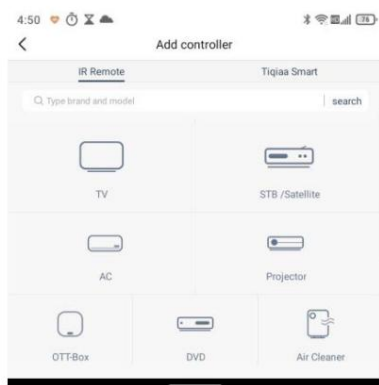 4:50
76
Add controller
IR Remote
Tiqiaa Smart
Type brand and model
search
TV
STB /Satellite
AC
Projector
OTT-Box
DVD
Air Cleaner